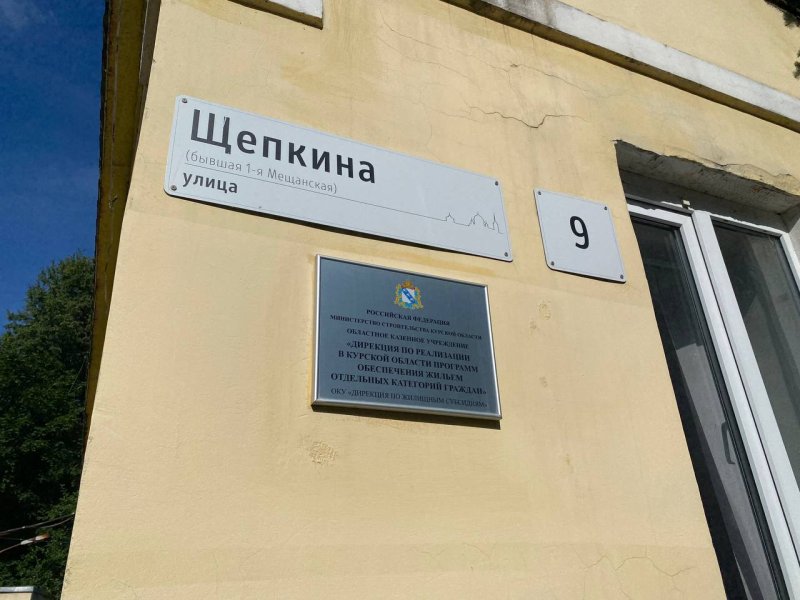 Щепкина
(бывшая 1-я Мещанская)
улица
9
РОССИЙСКАЯ ФЕДЕРАЦИЯ
МИНИСТЕРСТВО СТРОИТЕЛЬСТВА КУРСКОЙ ОБЛАСТИ
ОБЛАСТНОЕ КАЗЕННОЕ УЧРЕЖДЕНИЕ
«ДИРЕКЦИЯ ПО РЕАЛИЗАЦИИ
В КУРСКОЙ ОБЛАСТИ ПРОГРАММ
ОБЕСПЕЧЕНИЯ ЖИЛЬЕМ
ОТДЕЛЬНЫХ КАТЕГОРИЙ ГРАЖДАН»
ОКУ «ДИРЕКЦИЯ ПО ЖИЛИЩНЫМ СУБСИДИЯМ»